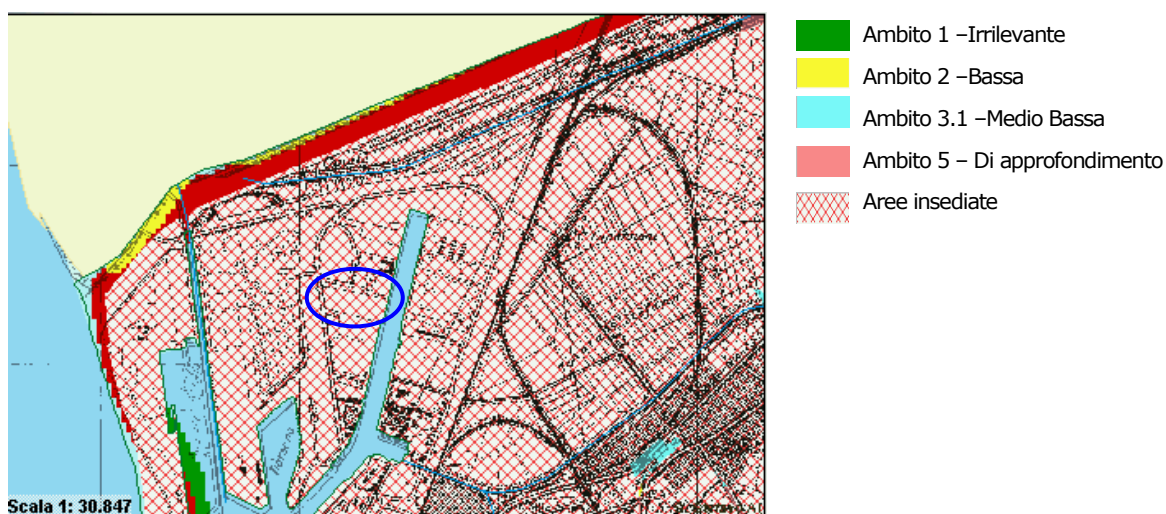 Ambito 1 –Irrilevante
Ambito 2 –Bassa
Ambito 3.1 –Medio Bassa
Ambito 5 – Di approfondimento
Aree insediate
Scala 1: 30.847